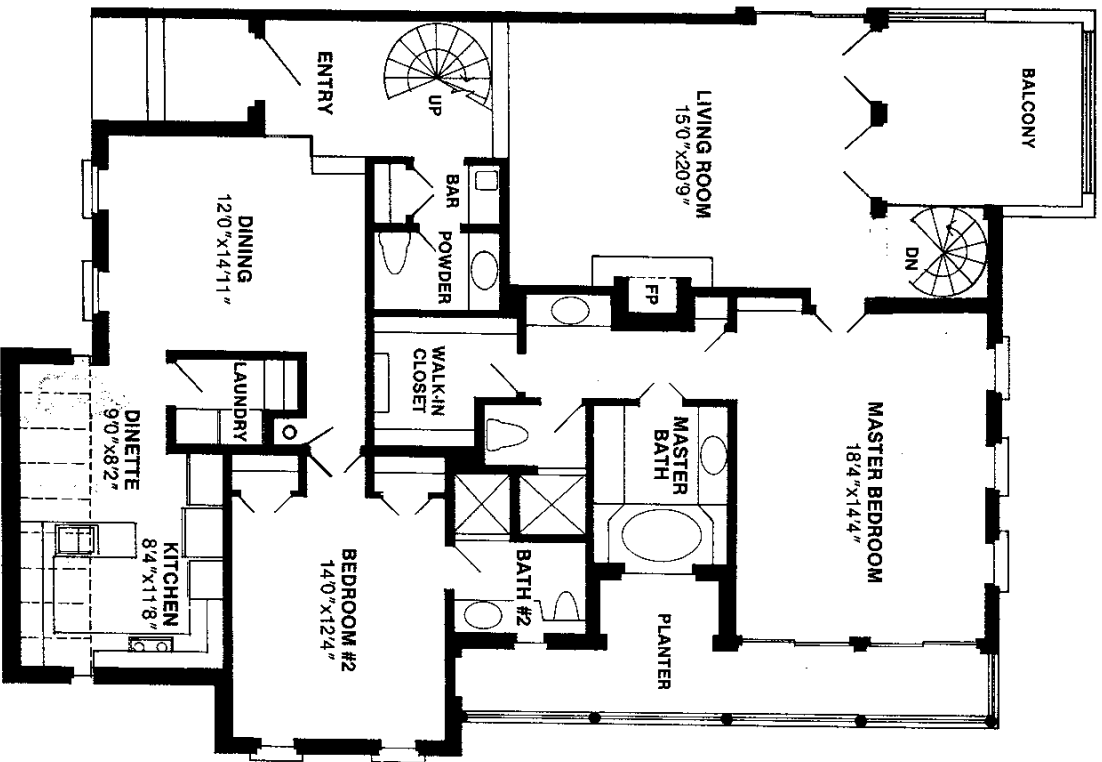 BALCONY
LIVING ROOM
15'0"x20'9"
ENTRY
UP
DN
BAR
POWDER
FP
DINING
12'0"x14'11"
WALK-IN
CLOSET
LAUNDRY
MASTER
BATH
MASTER BEDROOM
18'4"x14'4"
DINETTE
9'0"x8'2"
KITCHEN
8'4"x11'8"
BEDROOM #2
14'0"x12'4"
BATH #2
PLANTER